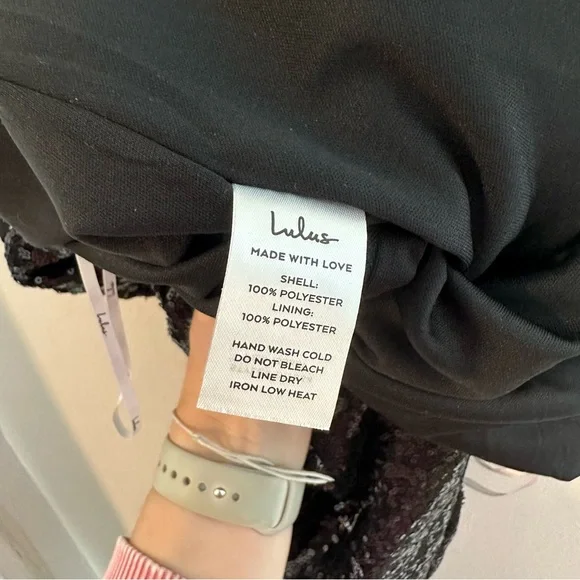 Lulus
MADE WITH LOVE
SHELL:
100% POLYESTER
LINING:
100% POLYESTER
HAND WASH COLD
DO NOT BLEACH
LINE DRY
IRON LOW HEAT
Lulus